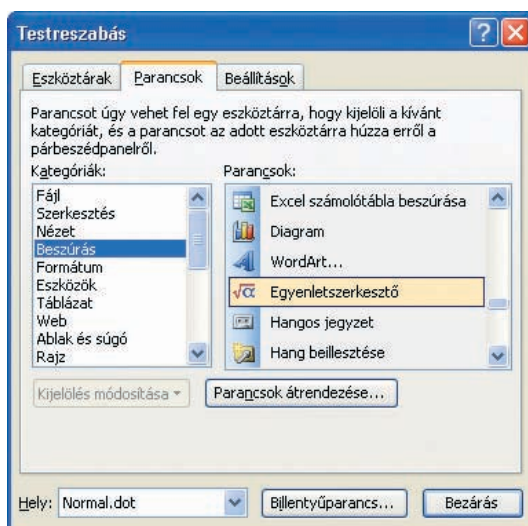 Testreszabás
Eszköztárak Parancsok Beállítások
Parancsot úgy vehet fel egy eszköztárra, hogy kijelöli a kívánt
kategóriát, és a parancsot az adott eszköztárra húzza erről a
párbeszédpanelről.
Kategóriák:
Fájl
Szerkesztés
Nézet
Beszúrás
Formátum
Eszközök
Táblázat
Web
Ablak és súgó
Rajz
Parancsok:
Excel számolótábla beszúrása
Diagram
WordArt...
√α Egyenletszerkesztő
Hangos jegyzet
Hang beillesztése
Kijelölés módosítása
Parancsok átrendezése...
Hely: Normal.dot Billentyűparancs... Bezárás